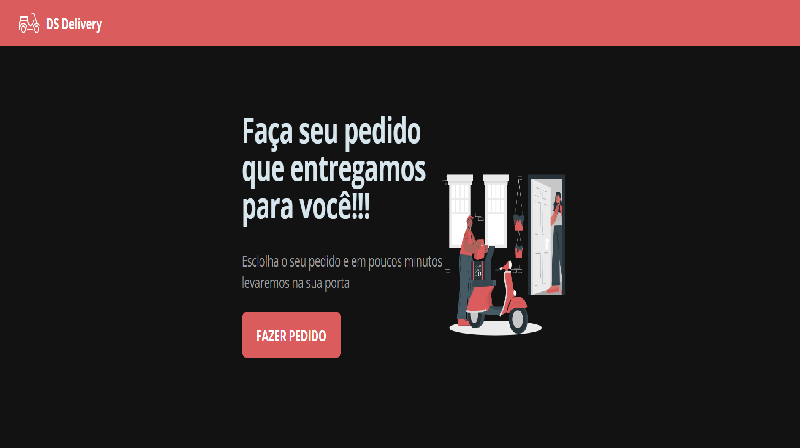 DS Delivery
Faça seu pedido
que entregamos
para você!!!
Escolha o seu pedido e em poucos minutos
levaremos na sua porta
FAZER PEDIDO